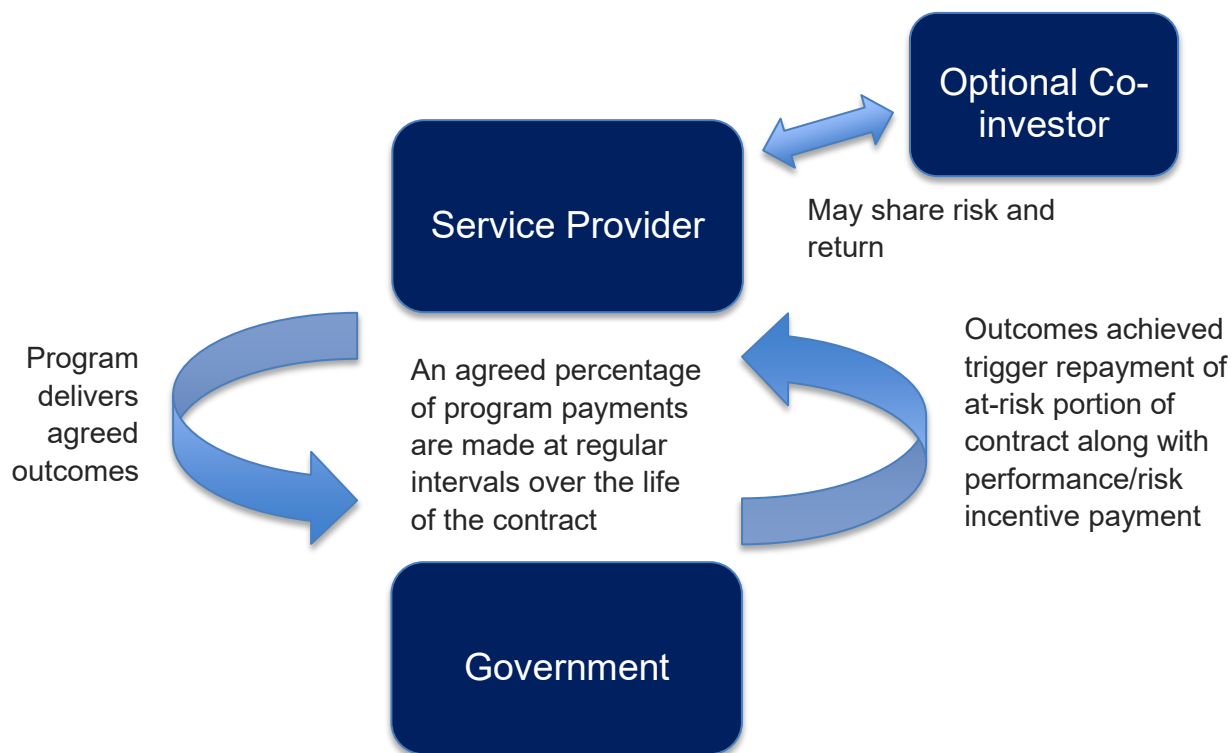 Optional Co-
investor
Service Provider
May share risk and
return
Program
delivers
agreed
outcomes
An agreed percentage
of program payments
are made at regular
intervals over the life
of the contract
Outcomes achieved
trigger repayment of
at-risk portion of
contract along with
performance/risk
incentive payment
Government